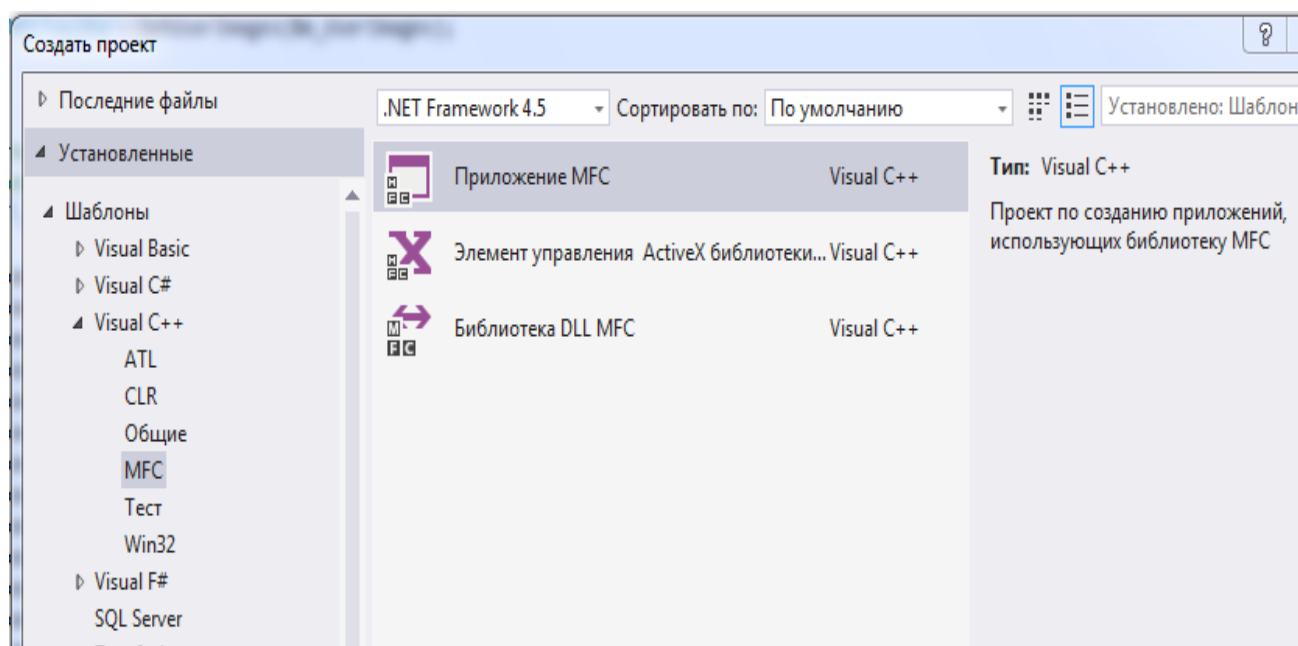 Создать проект
?
Последние файлы
Установленные
Шаблоны
Visual Basic
Visual C#
Visual C++
ATL
CLR
Общие
MFC
Тест
Win32
Visual F#
SQL Server
.NET Framework 4.5 Сортировать по: По умолчанию
Установлено: Шаблон
Приложение MFC Visual C++
Элемент управления ActiveX библиотеки... Visual C++
Библиотека DLL MFC Visual C++
Тип: Visual C++
Проект по созданию приложений,
использующих библиотеку MFC